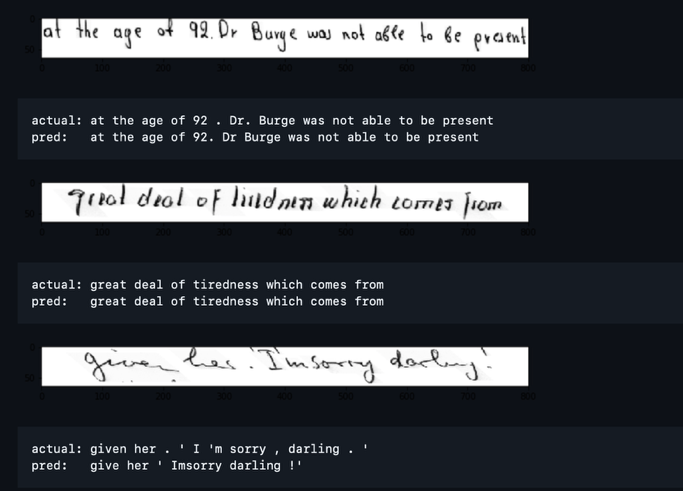 at the age of 92. Dr Burge was not able to be present
0 100 200 300 400 500 600 700 800
actual: at the age of 92 . Dr. Burge was not able to be present
pred: at the age of 92. Dr Burge was not able to be present
great deal of tiredness which comes from
0 100 200 300 400 500 600 700 800
actual: great deal of tiredness which comes from
pred: great deal of tiredness which comes from
given her. 'I'm sorry darling!'
0 100 200 300 400 500 600 700 800
actual: given her . ' I 'm sorry , darling . '
pred: give her ' Imsorry darling !'